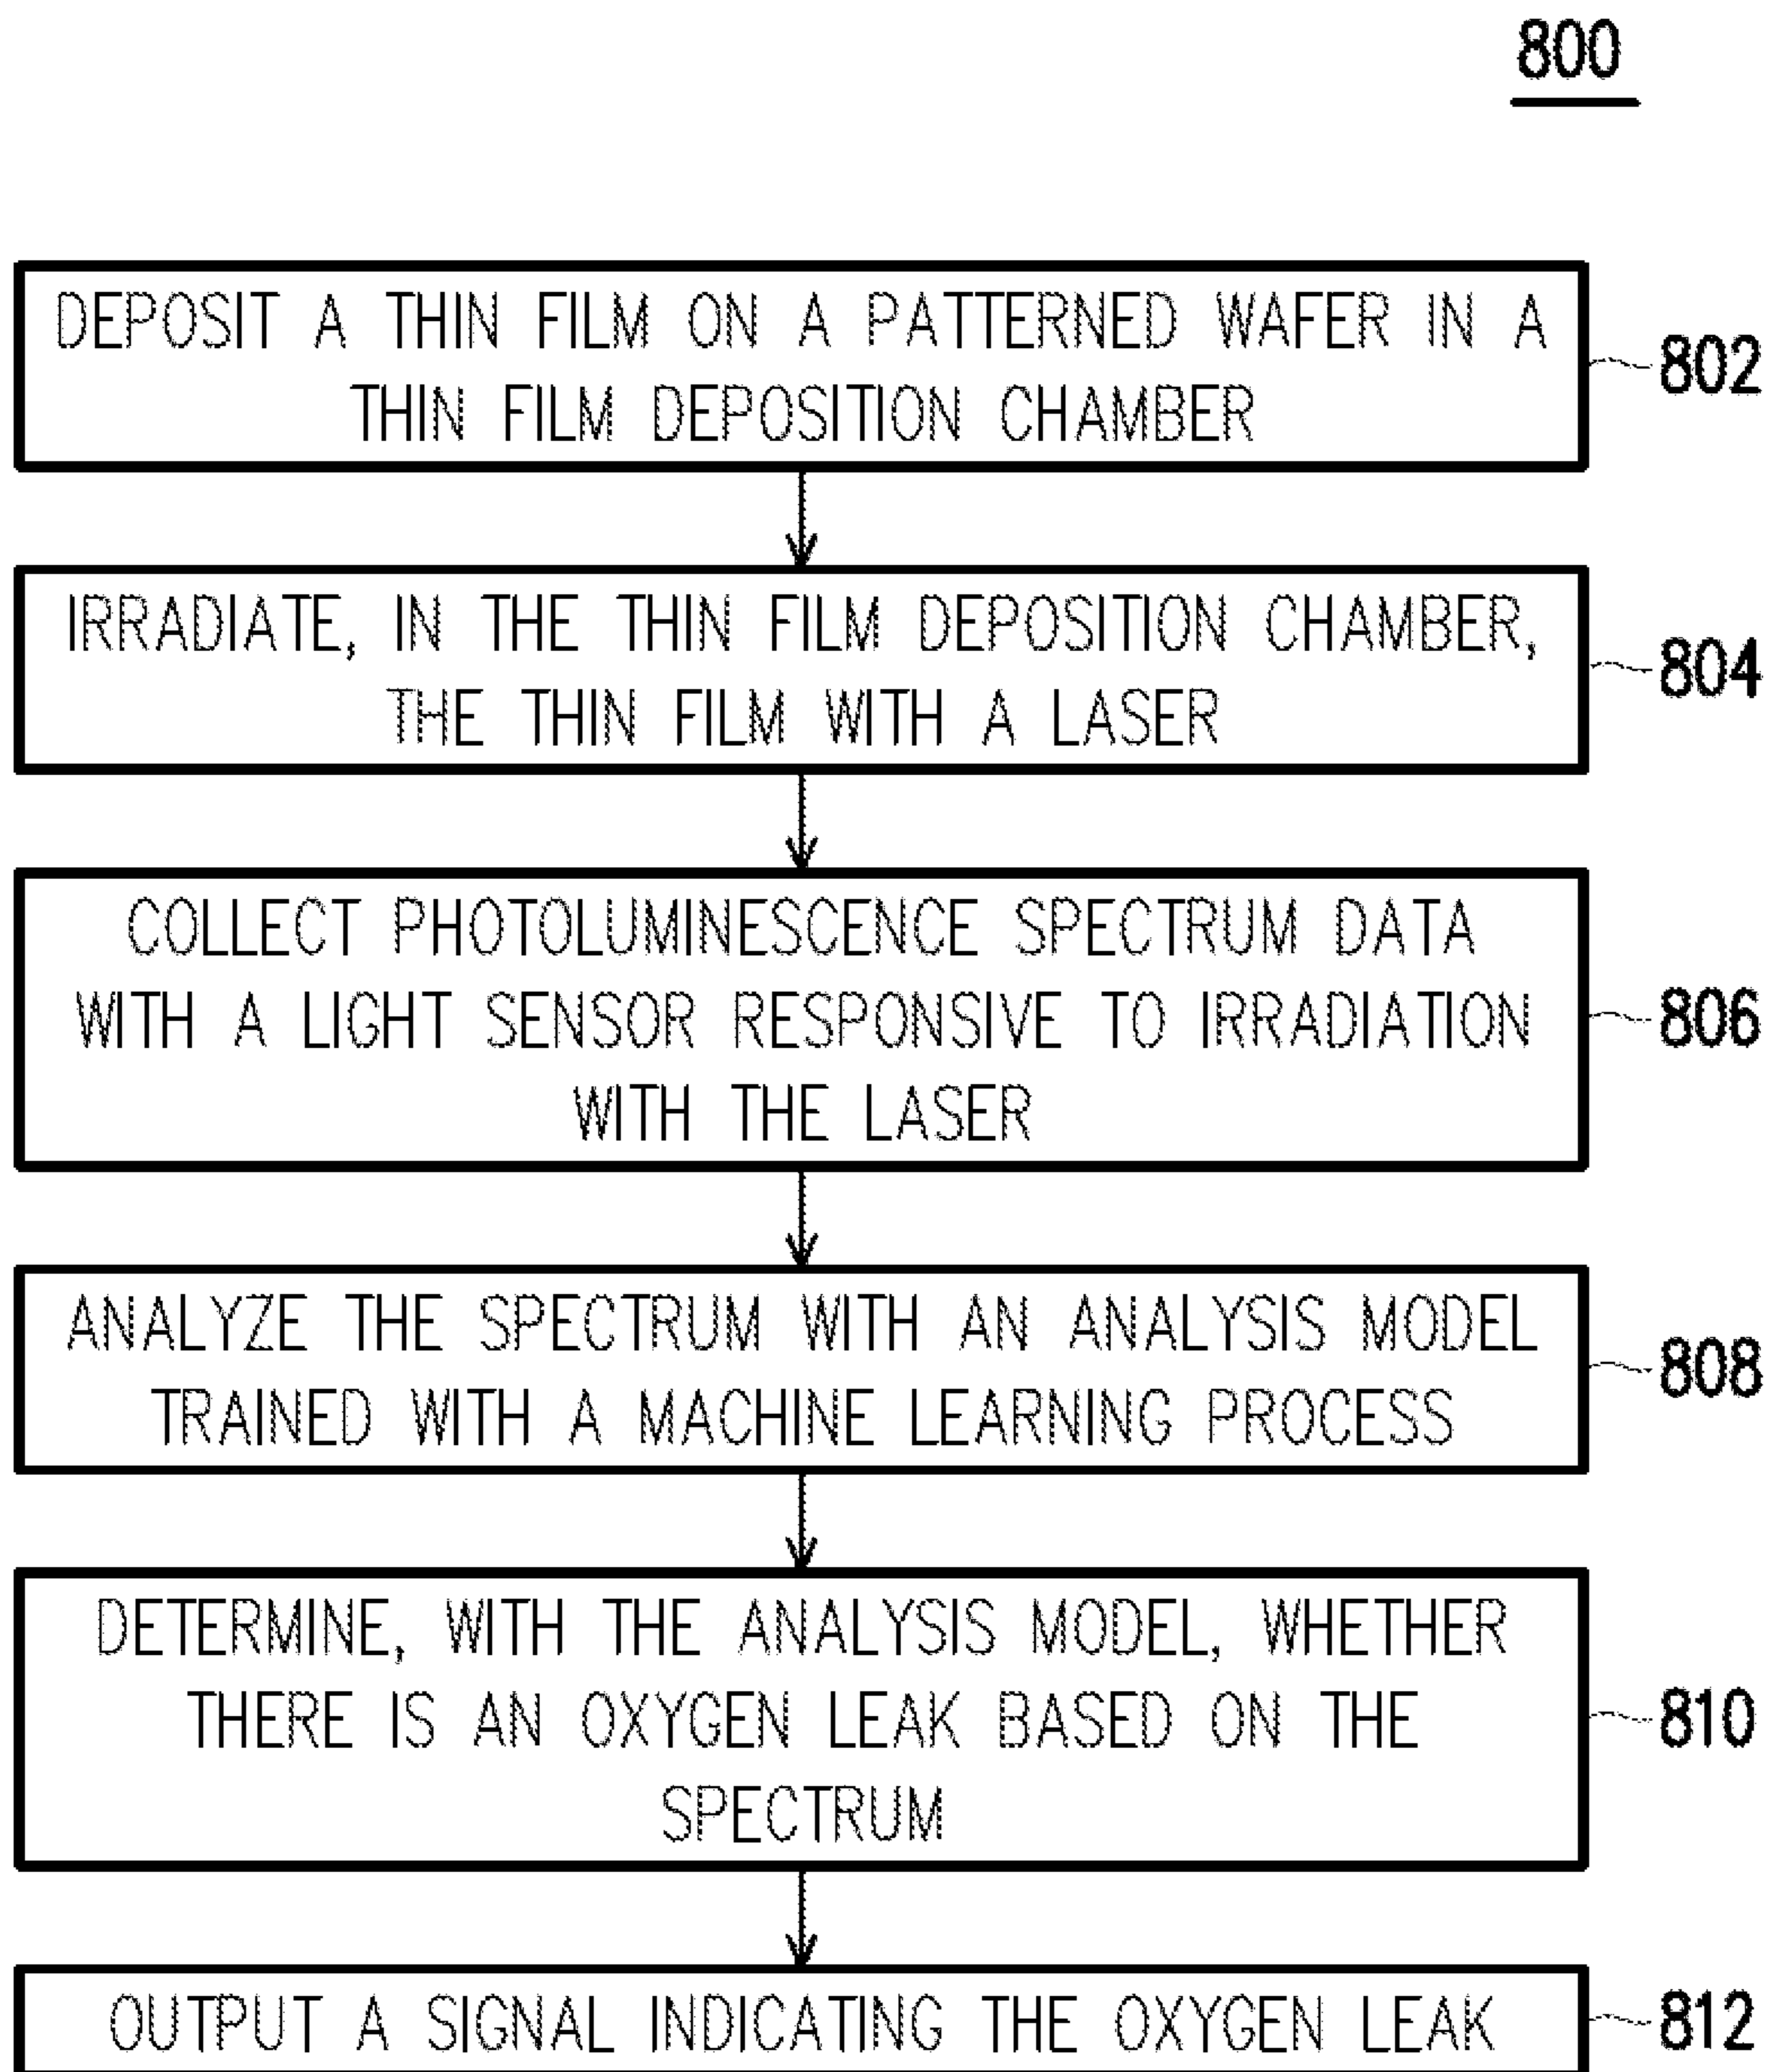 800
DEPOSIT A THIN FILM ON A PATTERNED WAFER IN A
THIN FILM DEPOSITION CHAMBER
802
IRRADIATE, IN THE THIN FILM DEPOSITION CHAMBER,
THE THIN FILM WITH A LASER
804
COLLECT PHOTOLUMINESCENCE SPECTRUM DATA
WITH A LIGHT SENSOR RESPONSIVE TO IRRADIATION
WITH THE LASER
806
ANALYZE THE SPECTRUM WITH AN ANALYSIS MODEL
TRAINED WITH A MACHINE LEARNING PROCESS
808
DETERMINE, WITH THE ANALYSIS MODEL, WHETHER
THERE IS AN OXYGEN LEAK BASED ON THE
SPECTRUM
810
OUTPUT A SIGNAL INDICATING THE OXYGEN LEAK
812